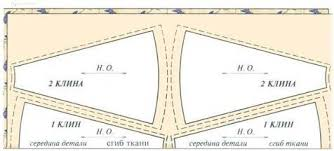 Н. О. Н. О.
2 КЛИНА 2 КЛИНА
1 КЛИН 1 КЛИН
Н. О. Н. О.
середина детали сгиб ткани середина детали сгиб ткани